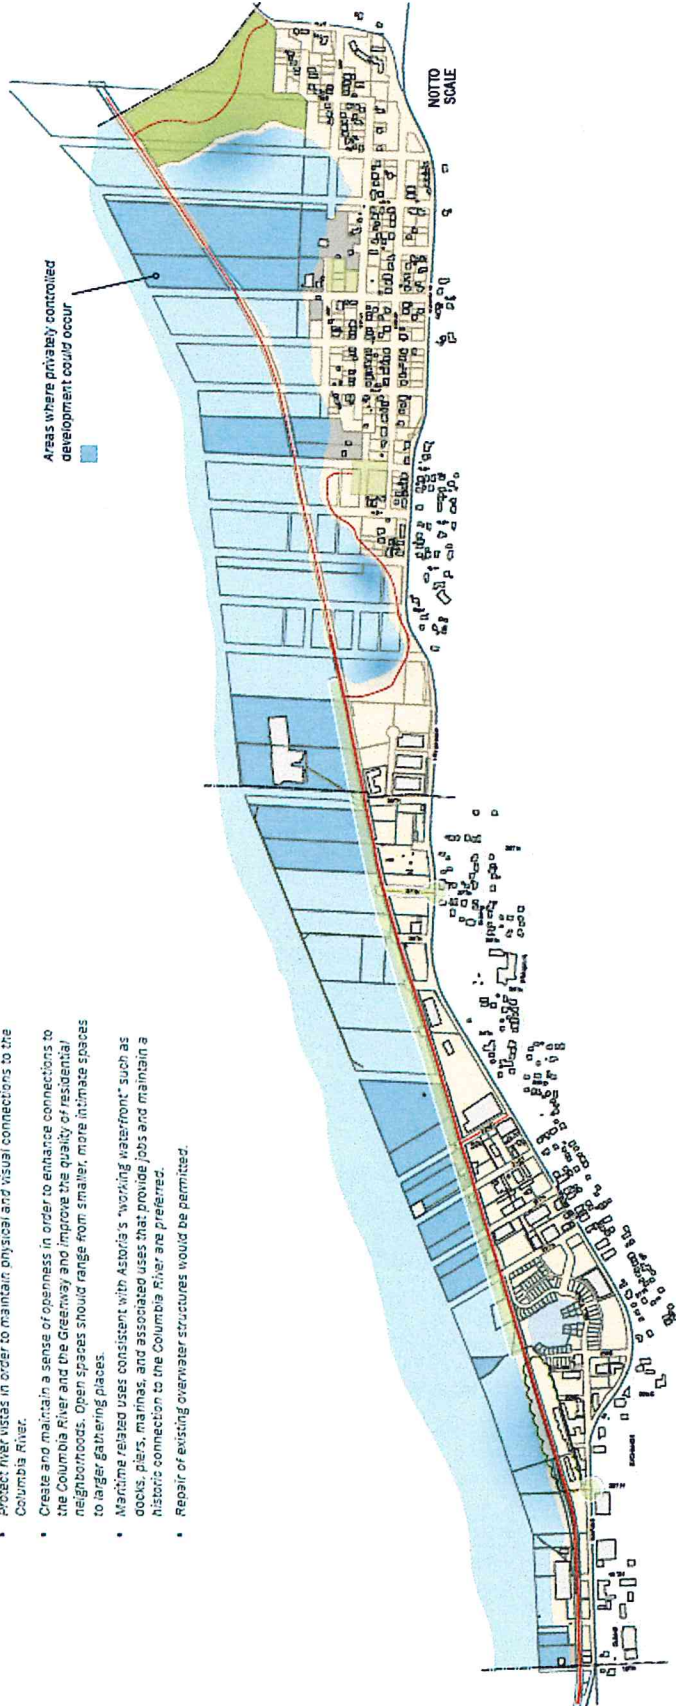 • Protect river vistas in order to maintain physical and visual connections to the
Columbia River.
• Create and maintain a sense of openness in order to enhance connections to
the Columbia River and the Greenway and improve the quality of residential
neighborhoods. Open spaces should range from smaller, more intimate spaces
to larger gathering places.
• Maritime related uses consistent with Astoria's "working waterfront" such as
docks, piers, marinas, and associated uses that provide jobs and maintain a
historic connection to the Columbia River are preferred.
• Repair of existing overwater structures would be permitted.
Areas where privately controlled
development could occur
NOT TO
SCALE